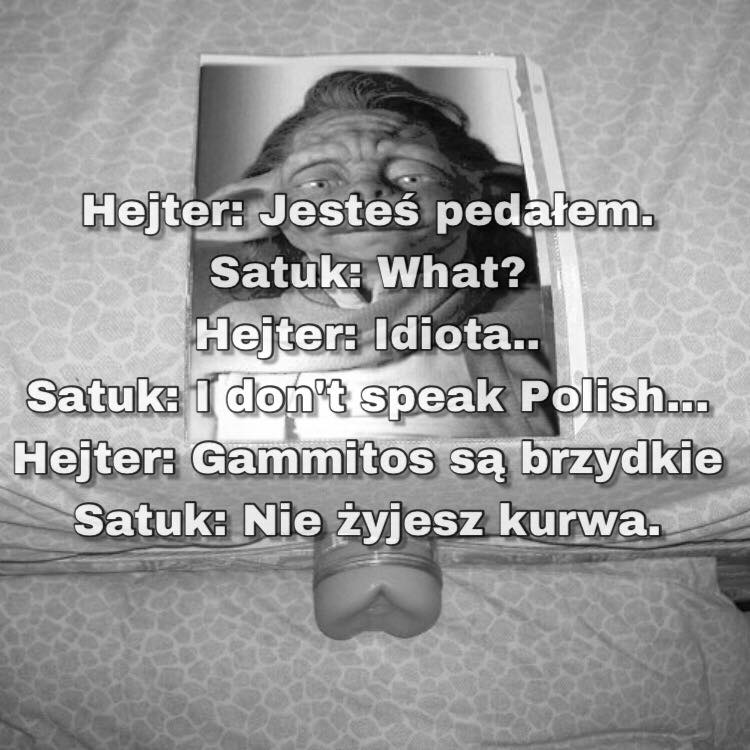 Hejter: Jesteś pedałem.
Satuk: What?
Hejter: Idiota..
Satuk: I don't speak Polish...
Hejter: Gammitos są brzydkie
Satuk: Nie żyjesz kurwa.